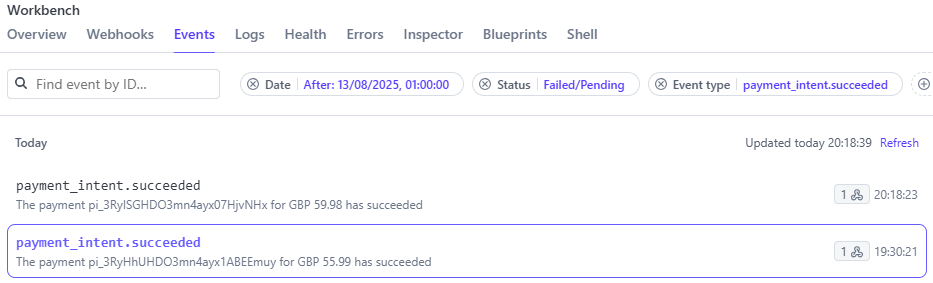 Workbench
Overview Webhooks Events Logs Health Errors Inspector Blueprints Shell
Find event by ID... Date After: 13/08/2025, 01:00:00 Status Failed/Pending Event type payment_intent.succeeded
Today Updated today 20:18:39 Refresh
payment_intent.succeeded
The payment pi_3RyISGHDO3mn4ayx07HjvNHx for GBP 59.98 has succeeded
1 20:18:23
payment_intent.succeeded
The payment pi_3RyHhUHDO3mn4ayx1ABEEmuy for GBP 55.99 has succeeded
1 19:30:21